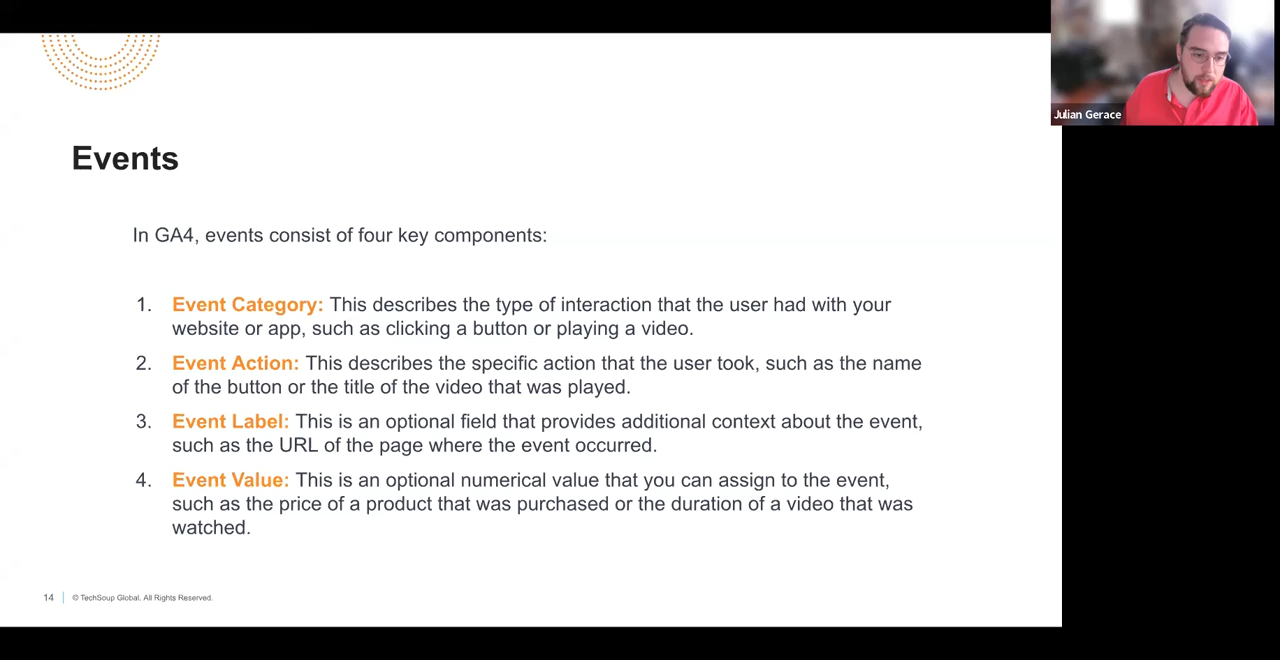 Julian Gerace
Events
In GA4, events consist of four key components:
1. Event Category: This describes the type of interaction that the user had with your
website or app, such as clicking a button or playing a video.
2. Event Action: This describes the specific action that the user took, such as the name
of the button or the title of the video that was played.
3. Event Label: This is an optional field that provides additional context about the event,
such as the URL of the page where the event occurred.
4. Event Value: This is an optional numerical value that you can assign to the event,
such as the price of a product that was purchased or the duration of a video that was
watched.
14 © TechSoup Global. All Rights Reserved.